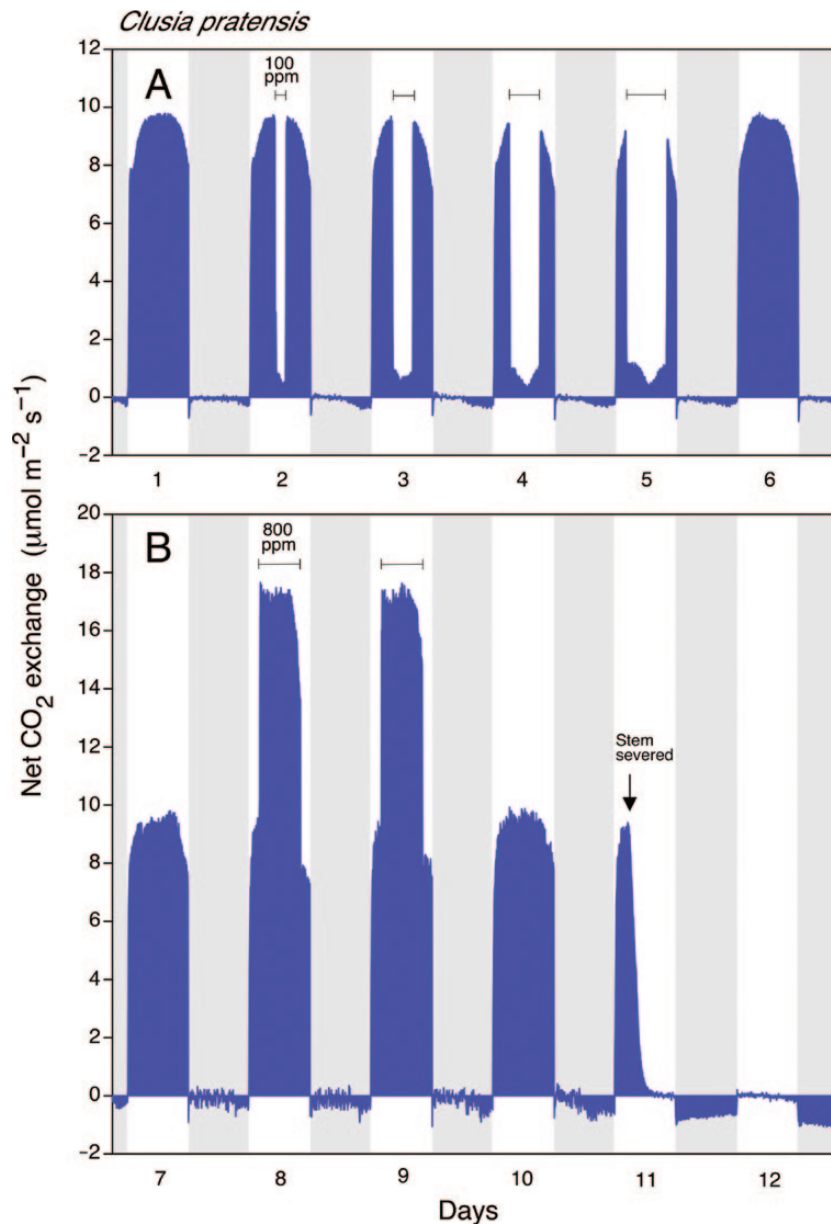 Clusia pratensis
12
A
100
ppm
10
8
6
4
2
0
-2
1 2 3 4 5 6
20
B
800
ppm
18
16
14
12
Stem
severed
10
8
6
4
2
0
-2
7 8 9 10 11 12
Net CO₂ exchange (μmol m⁻² s⁻¹)
Days